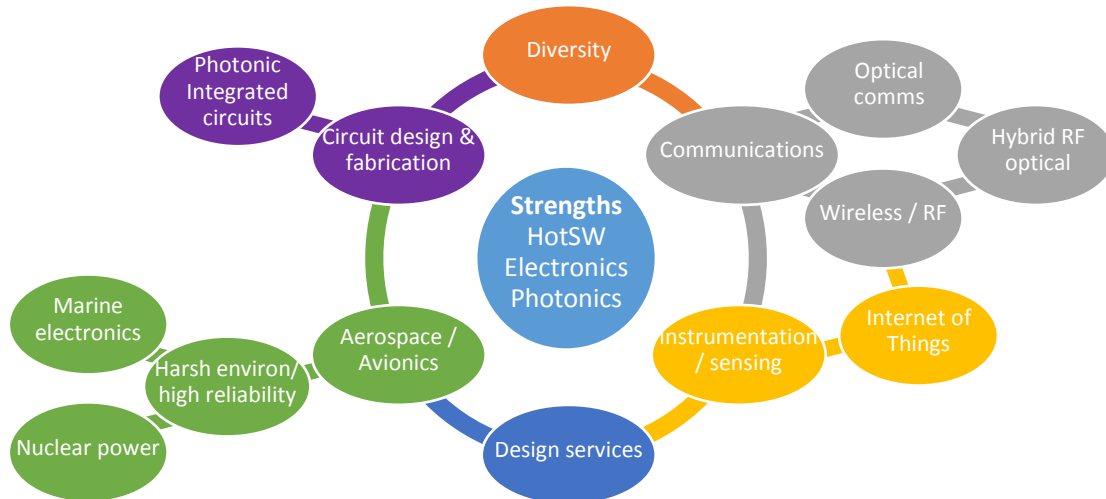 Diversity
Photonic
Integrated
circuits
Optical
comms
Circuit design &
fabrication
Communications
Hybrid RF
optical
Strengths
HotSW
Electronics
Photonics
Wireless / RF
Marine
electronics
Aerospace /
Avionics
Instrumentation
/ sensing
Internet of
Things
Harsh environ/
high reliability
Nuclear power
Design services